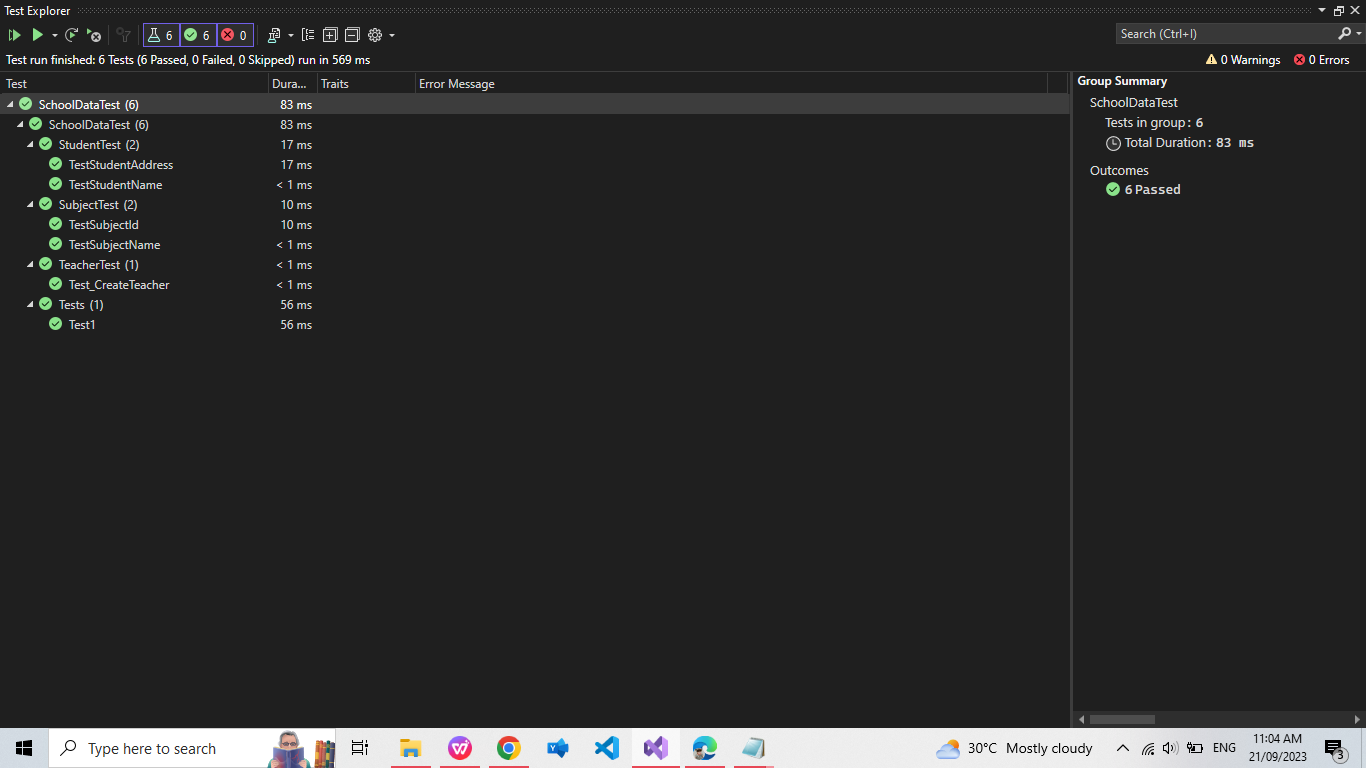 Test Explorer
6 6 0
Search (Ctrl+I)
Test run finished: 6 Tests (6 Passed, 0 Failed, 0 Skipped) run in 569 ms
0 Warnings 0 Errors
Test Dura... Traits Error Message
SchoolDataTest (6) 83 ms
SchoolDataTest (6) 83 ms
StudentTest (2) 17 ms
TestStudentAddress 17 ms
TestStudentName < 1 ms
SubjectTest (2) 10 ms
TestSubjectId 10 ms
TestSubjectName < 1 ms
TeacherTest (1) < 1 ms
Test_CreateTeacher < 1 ms
Tests (1) 56 ms
Test1 56 ms
Group Summary
SchoolDataTest
Tests in group: 6
Total Duration: 83 ms
Outcomes
6 Passed
Type here to search
30°C Mostly cloudy
ENG
11:04 AM
21/09/2023
3